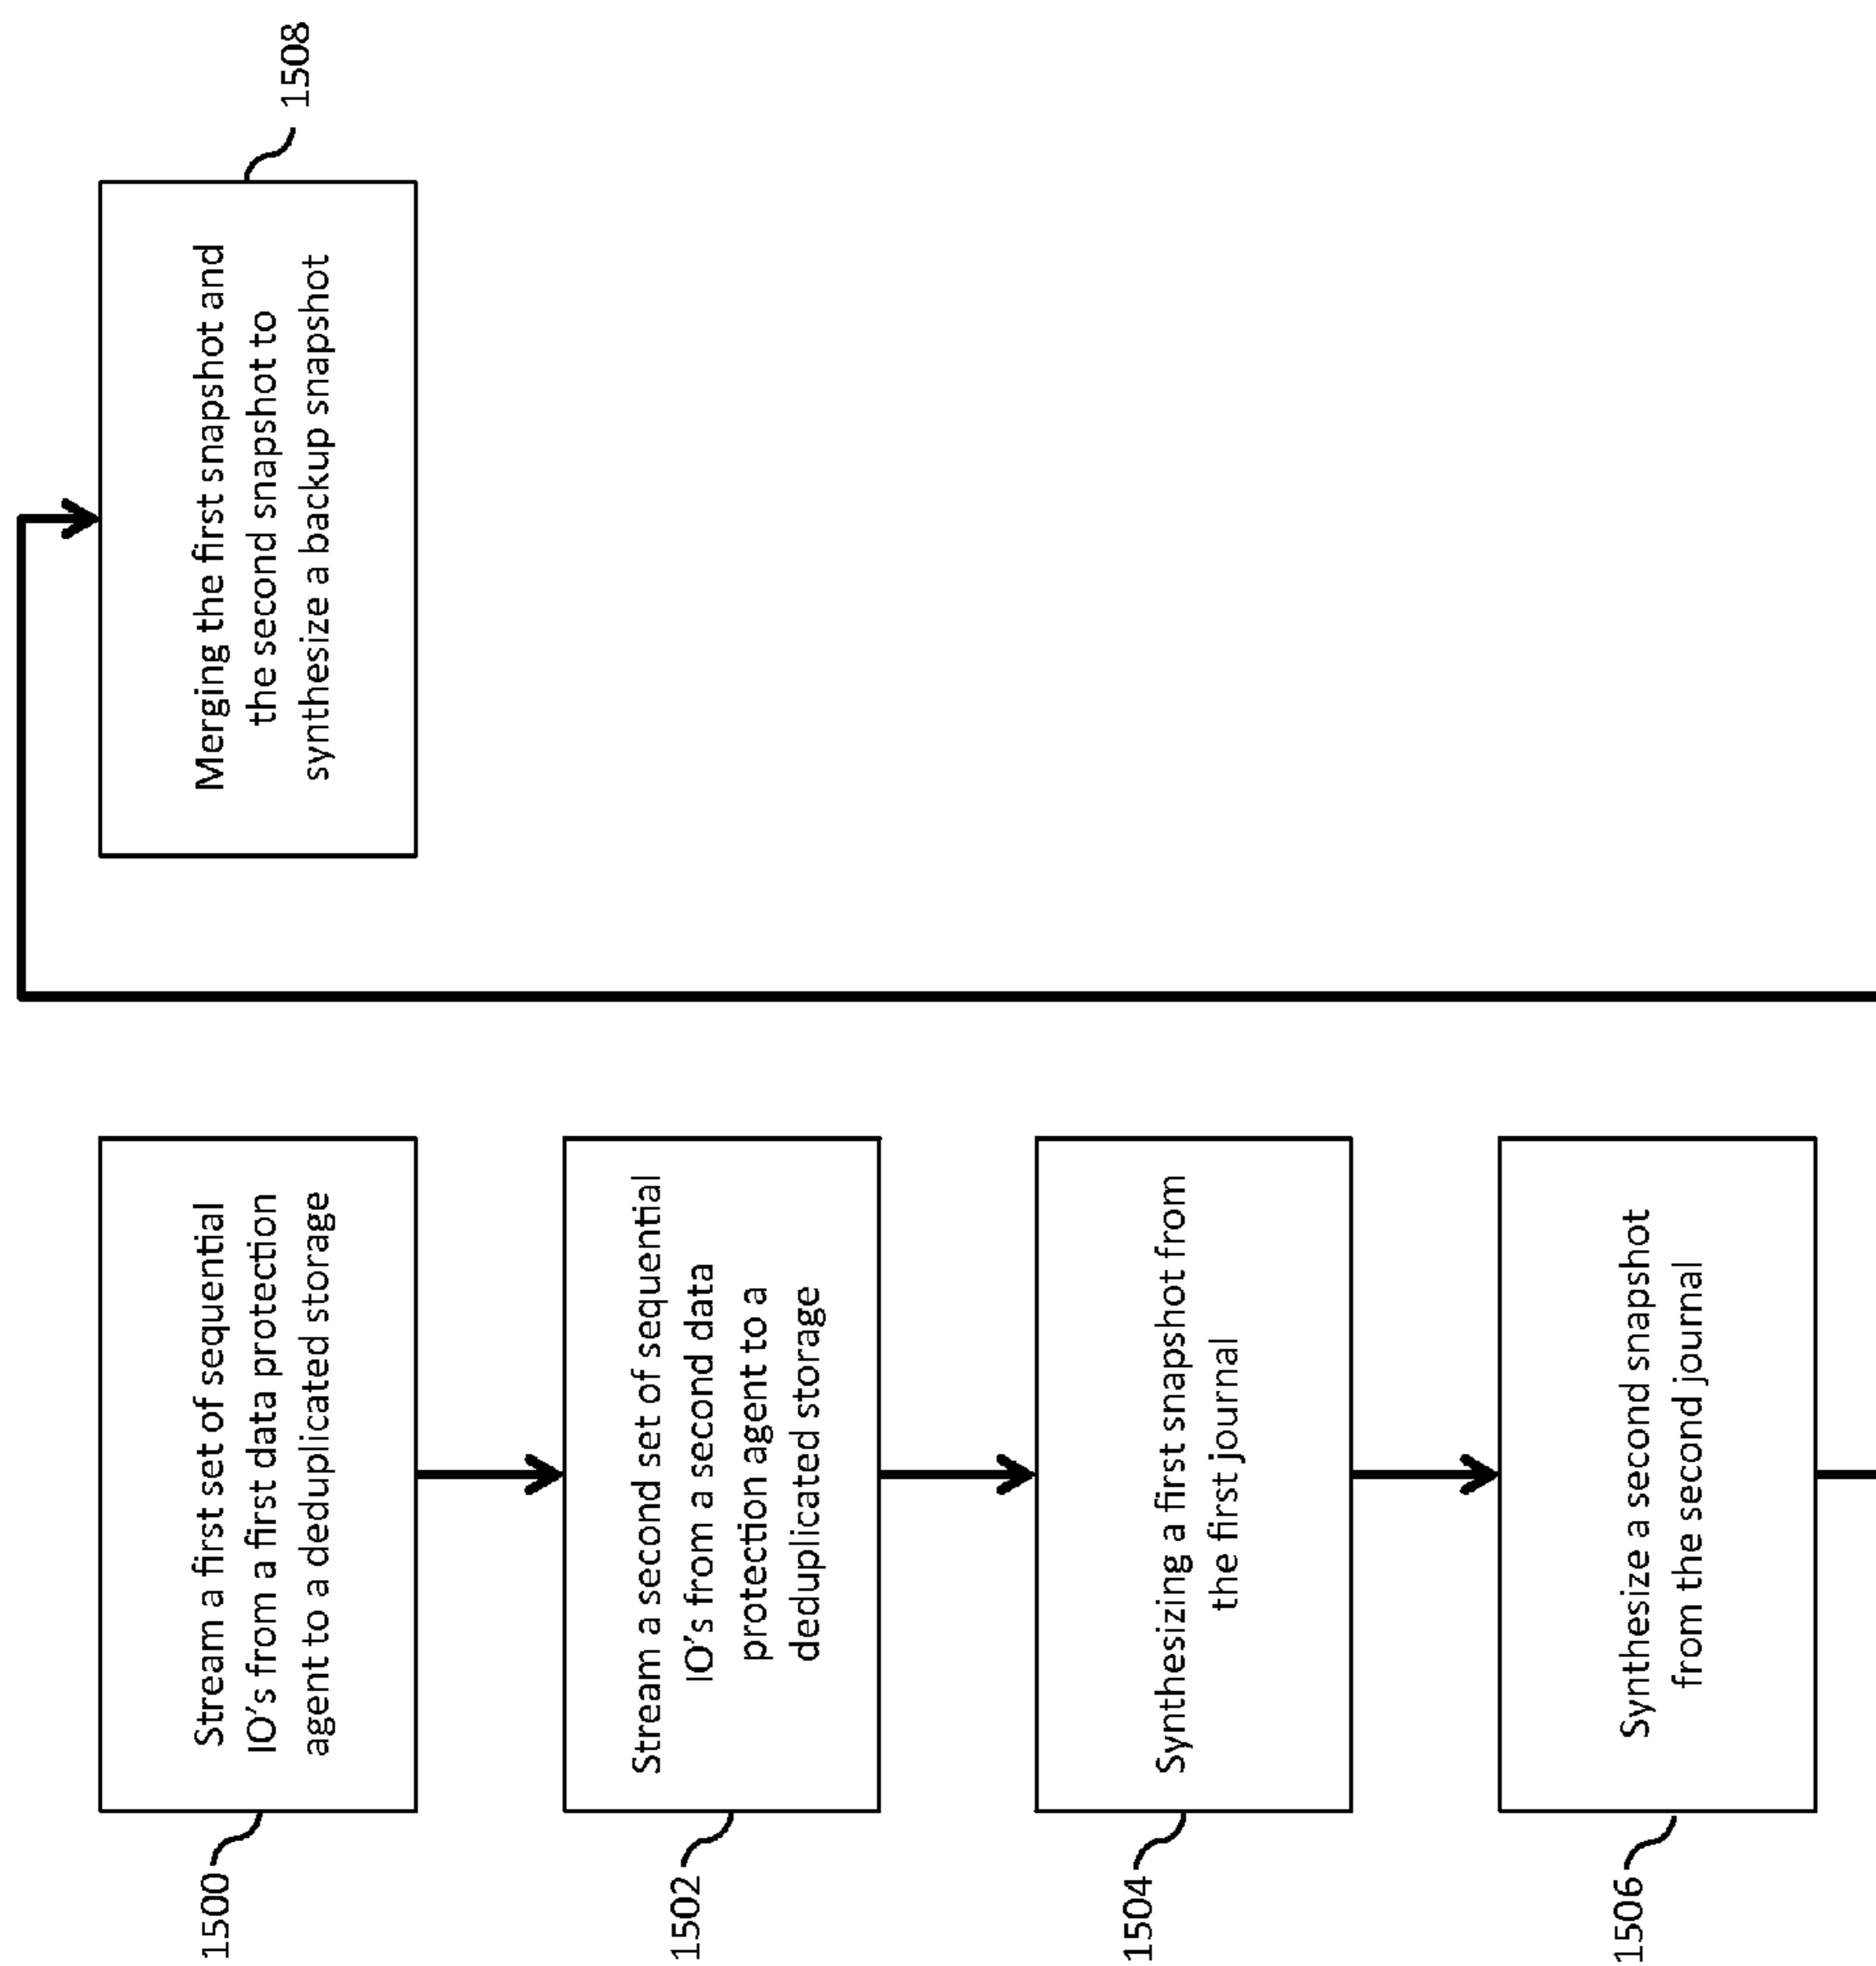 1500
Stream a first set of sequential
IO's from a first data protection
agent to a deduplicated storage
1502
Stream a second set of sequential
IO's from a second data
protection agent to a
deduplicated storage
1504
Synthesizing a first snapshot from
the first journal
1506
Synthesize a second snapshot
from the second journal
Merging the first snapshot and
the second snapshot to
synthesize a backup snapshot
1508